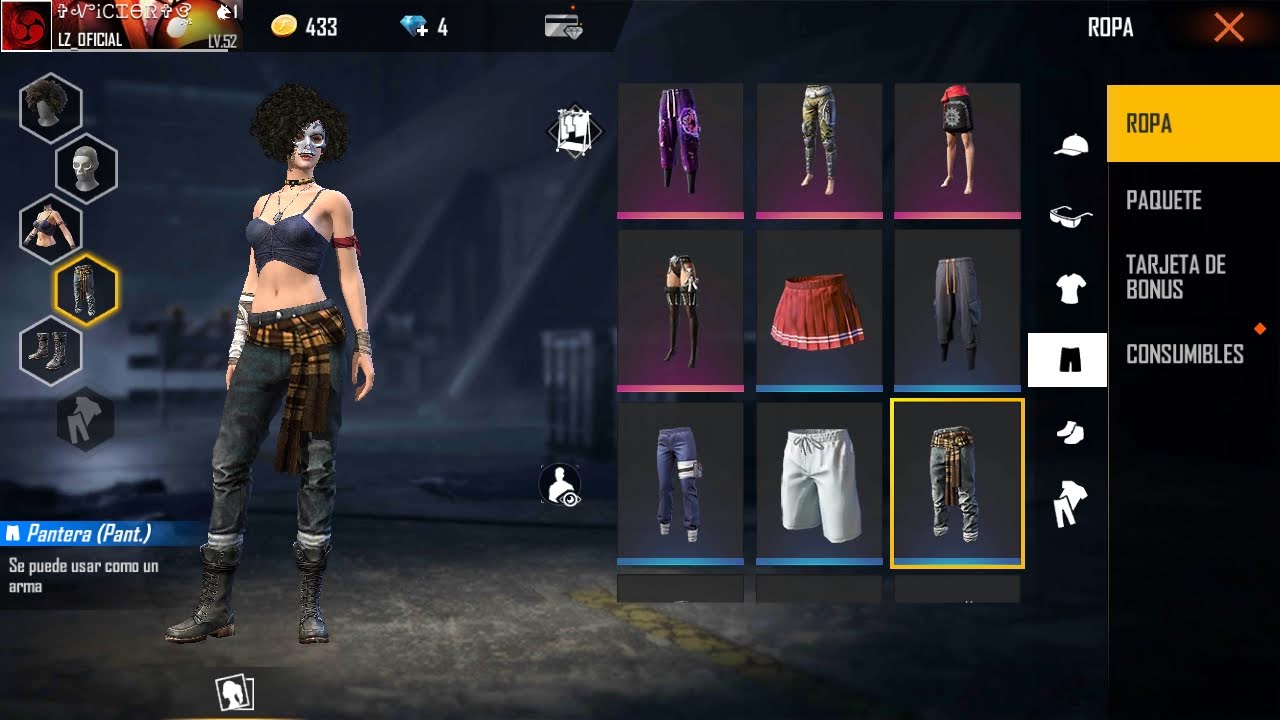 LZ_OFICIAL
LV.52
433
4
ROPA
ROPA
PAQUETE
TARJETA DE
BONUS
CONSUMIBLES
Pantera (Pant.)
Se puede usar como un
arma